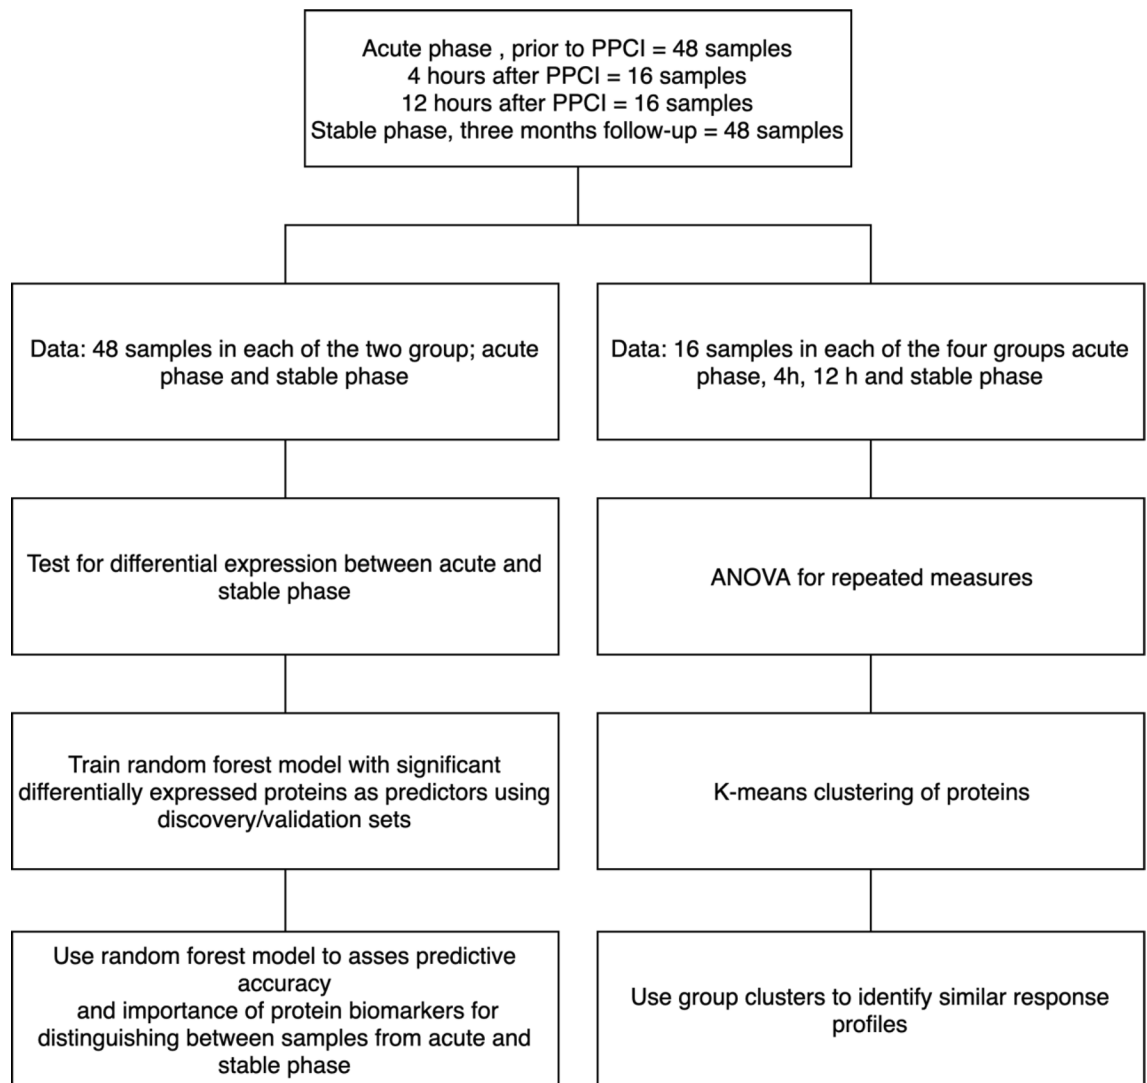 Acute phase , prior to PPCI = 48 samples
4 hours after PPCI = 16 samples
12 hours after PPCI = 16 samples
Stable phase, three months follow-up = 48 samples
Data: 48 samples in each of the two group; acute
phase and stable phase
Data: 16 samples in each of the four groups acute
phase, 4h, 12 h and stable phase
Test for differential expression between acute and
stable phase
ANOVA for repeated measures
Train random forest model with significant
differentially expressed proteins as predictors using
discovery/validation sets
K-means clustering of proteins
Use random forest model to asses predictive
accuracy
and importance of protein biomarkers for
distinguishing between samples from acute and
stable phase
Use group clusters to identify similar response
profiles